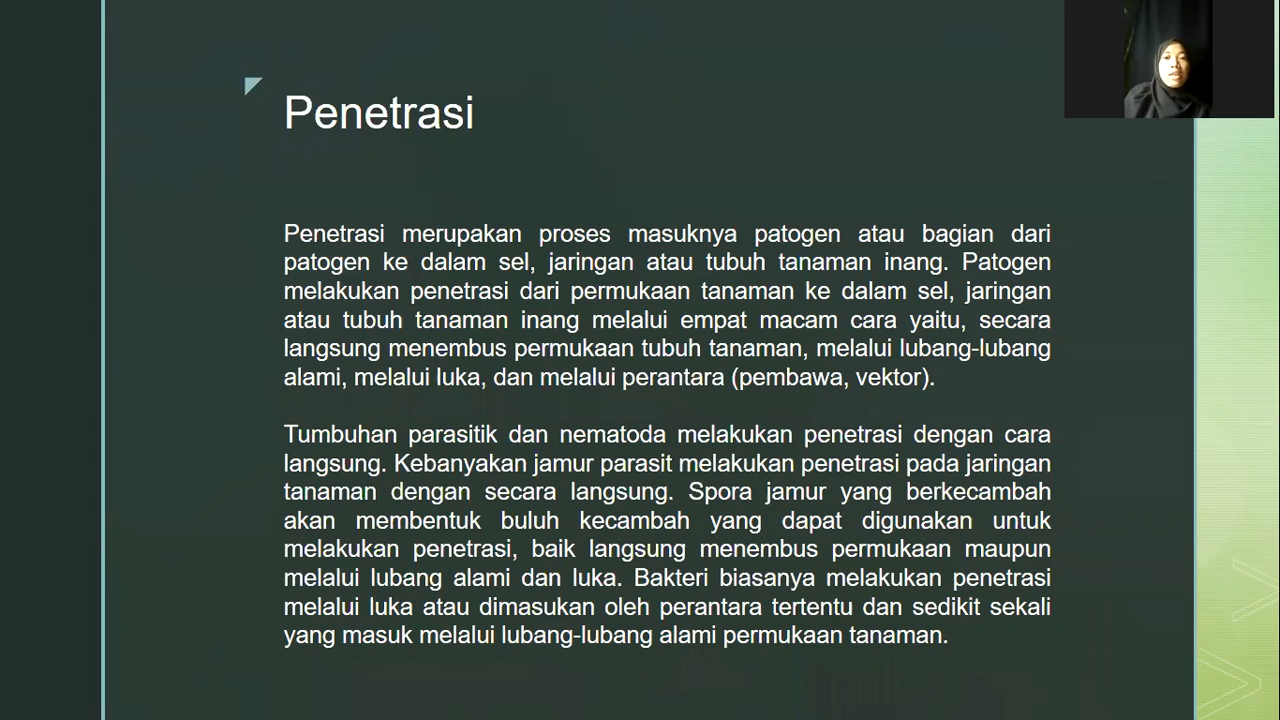 Penetrasi
Penetrasi merupakan proses masuknya patogen atau bagian dari
patogen ke dalam sel, jaringan atau tubuh tanaman inang. Patogen
melakukan penetrasi dari permukaan tanaman ke dalam sel, jaringan
atau tubuh tanaman inang melalui empat macam cara yaitu, secara
langsung menembus permukaan tubuh tanaman, melalui lubang-lubang
alami, melalui luka, dan melalui perantara (pembawa, vektor).
Tumbuhan parasitik dan nematoda melakukan penetrasi dengan cara
langsung. Kebanyakan jamur parasit melakukan penetrasi pada jaringan
tanaman dengan secara langsung. Spora jamur yang berkecambah
akan membentuk buluh kecambah yang dapat digunakan untuk
melakukan penetrasi, baik langsung menembus permukaan maupun
melalui lubang alami dan luka. Bakteri biasanya melakukan penetrasi
melalui luka atau dimasukan oleh perantara tertentu dan sedikit sekali
yang masuk melalui lubang-lubang alami permukaan tanaman.